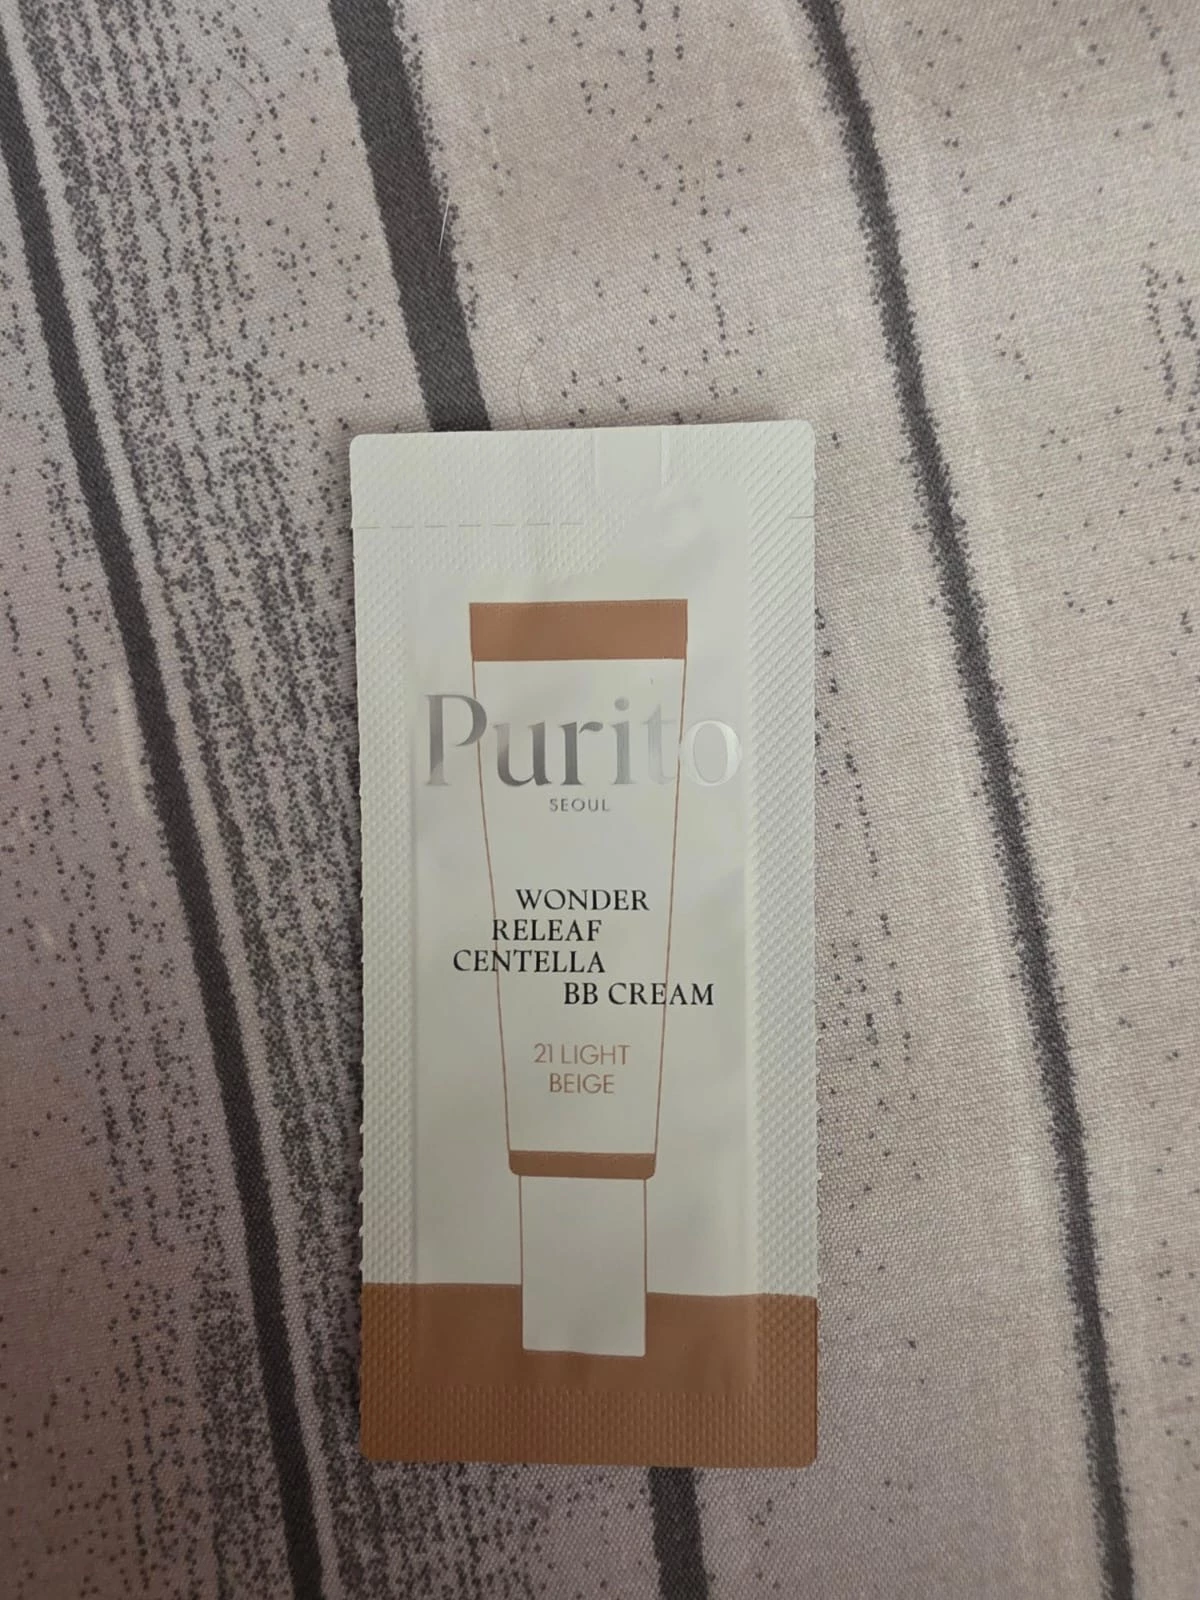 Purito
SEOUL
WONDER
RELEAF
CENTELLA
BB CREAM
21 LIGHT
BEIGE